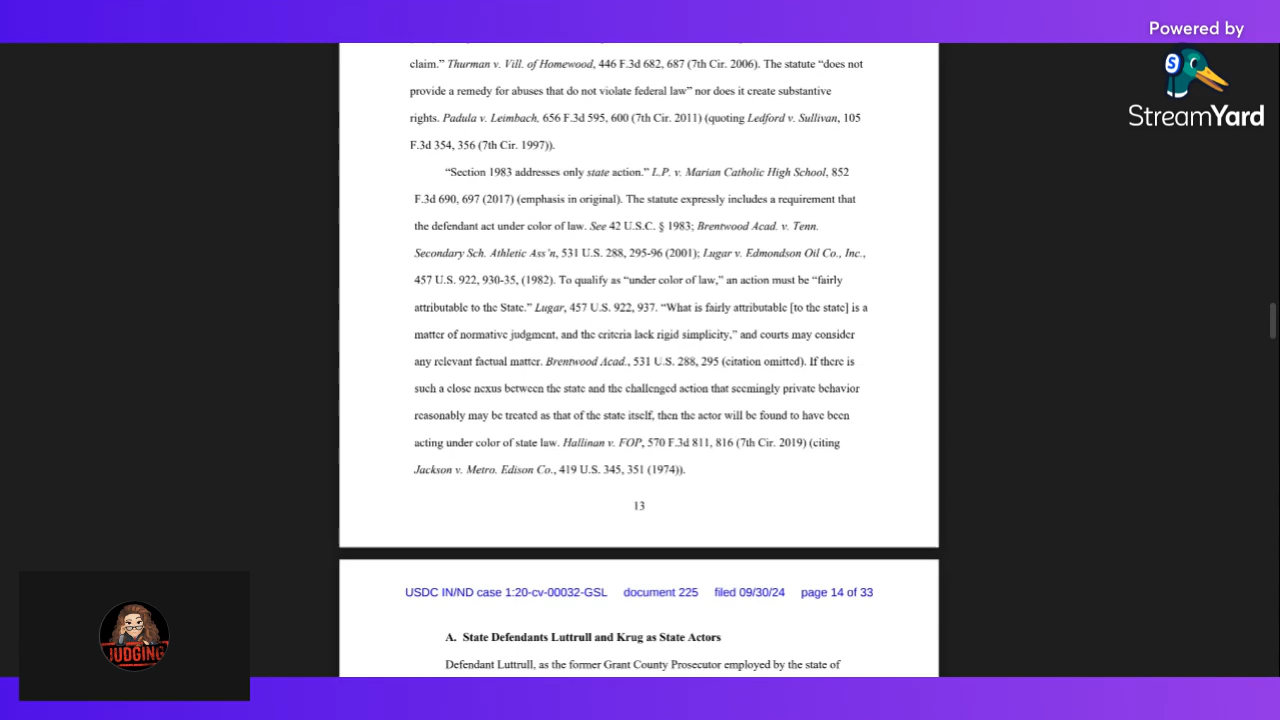 Powered by
StreamYard
claim.” Thurman v. Vill. of Homewood, 446 F.3d 682, 687 (7th Cir. 2006). The statute “does not
provide a remedy for abuses that do not violate federal law” nor does it create substantive
rights. Padula v. Leimbach, 656 F.3d 595, 600 (7th Cir. 2011) (quoting Ledford v. Sullivan, 105
F.3d 354, 356 (7th Cir. 1997)).
“Section 1983 addresses only state action.” L.P. v. Marian Catholic High School, 852
F.3d 690, 697 (2017) (emphasis in original). The statute expressly includes a requirement that
the defendant act under color of law. See 42 U.S.C. § 1983; Brentwood Acad. v. Tenn.
Secondary Sch. Athletic Ass’n, 531 U.S. 288, 295-96 (2001); Lugar v. Edmondson Oil Co., Inc.,
457 U.S. 922, 930-35, (1982). To qualify as “under color of law,” an action must be “fairly
attributable to the State.” Lugar, 457 U.S. 922, 937. “What is fairly attributable [to the state] is a
matter of normative judgment, and the criteria lack rigid simplicity,” and courts may consider
any relevant factual matter. Brentwood Acad., 531 U.S. 288, 295 (citation omitted). If there is
such a close nexus between the state and the challenged action that seemingly private behavior
reasonably may be treated as that of the state itself, then the actor will be found to have been
acting under color of state law. Hallinan v. FOP, 570 F.3d 811, 816 (7th Cir. 2019) (citing
Jackson v. Metro. Edison Co., 419 U.S. 345, 351 (1974)).
13
USDC IN/ND case 1:20-cv-00032-GSL document 225 filed 09/30/24 page 14 of 33
A. State Defendants Luttrull and Krug as State Actors
Defendant Luttrull, as the former Grant County Prosecutor employed by the state of
JUDGING